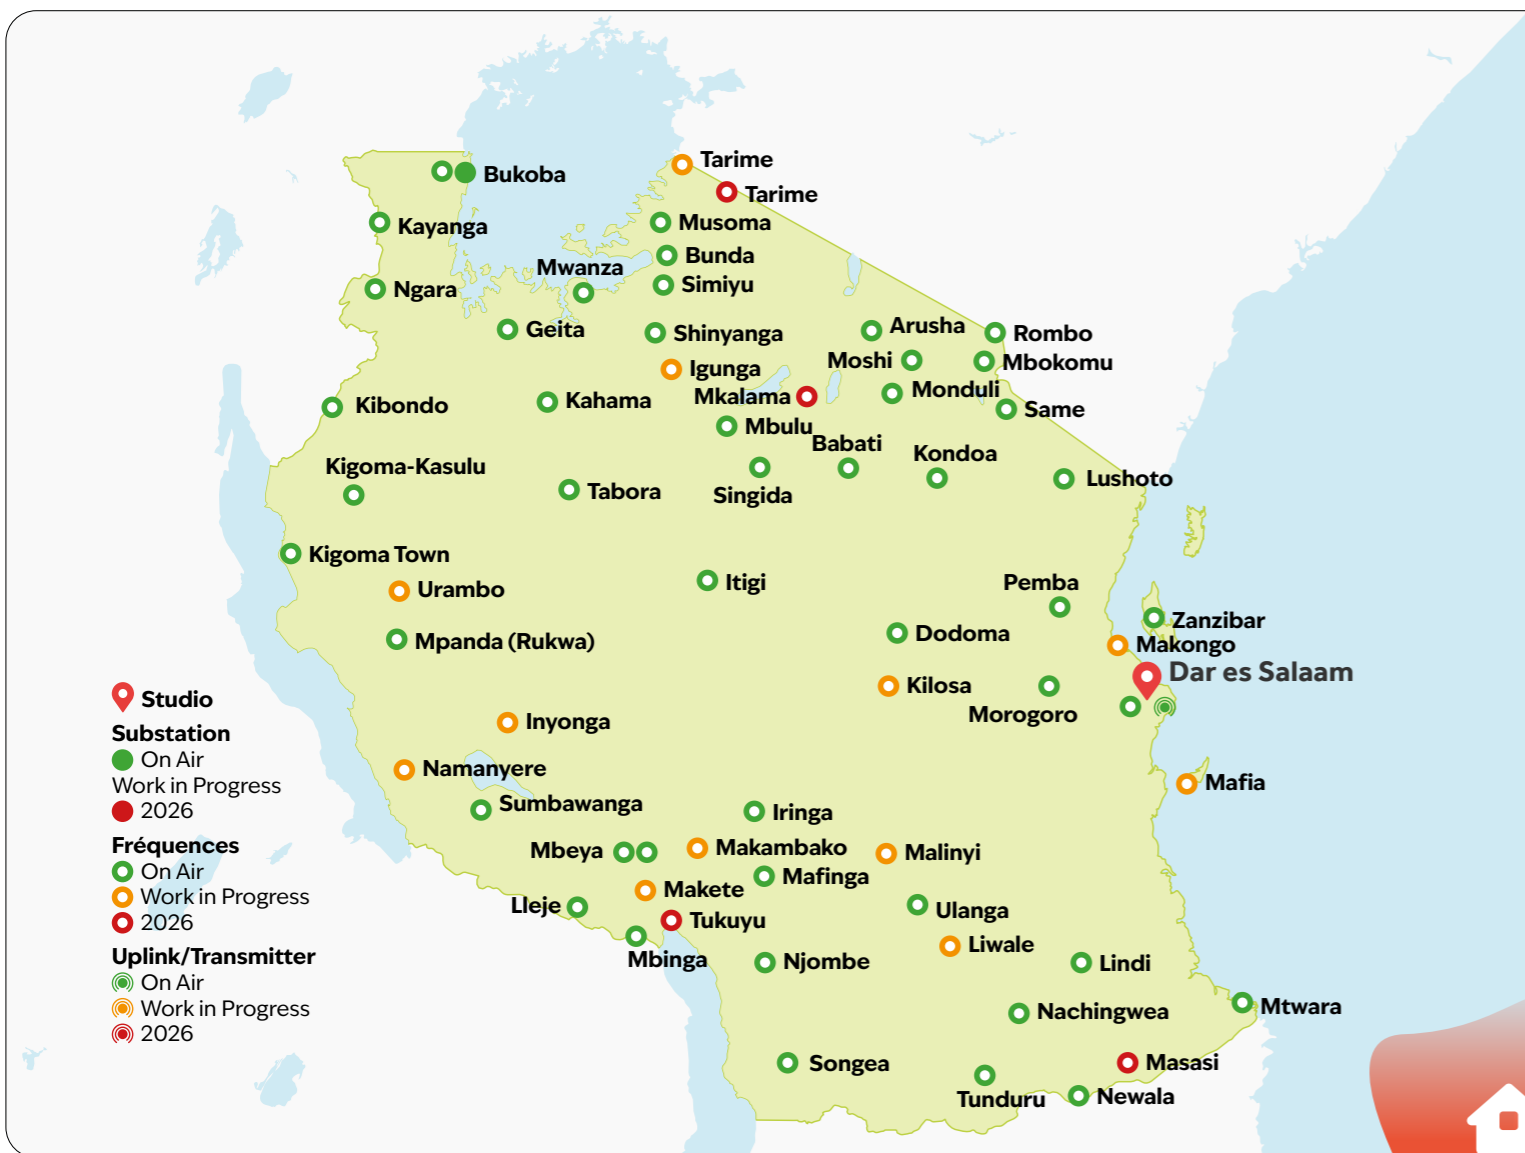 Tarime
Bukoba
Tarime
Musoma
Kayanga
Bunda
Mwanza
Simiyu
Ngara
Geita
Shinyanga
Arusha
Rombo
Moshi
Mbokomu
Igunga
Mkalama
Monduli
Kahama
Kibondo
Same
Mbulu
Babati
Kondoa
Kigoma-Kasulu
Lushoto
Tabora
Singida
Kigoma Town
Itigi
Pemba
Urambo
Zanzibar
Dodoma
Mpanda (Rukwa)
Makongo
Dar es Salaam
Kilosa
Morogoro
Inyonga
Namanyere
Mafia
Sumbawanga
Iringa
Mbeya
Makambako
Malinyi
Mafinga
Makete
Lleje
Ulanga
Tukuyu
Liwale
Mbinga
Njombe
Lindi
Mtwara
Nachingwea
Songea
Masasi
Tunduru
Newala
Studio
Substation
On Air
Work in Progress
2026
Fréquences
On Air
Work in Progress
2026
Uplink/Transmitter
On Air
Work in Progress
2026